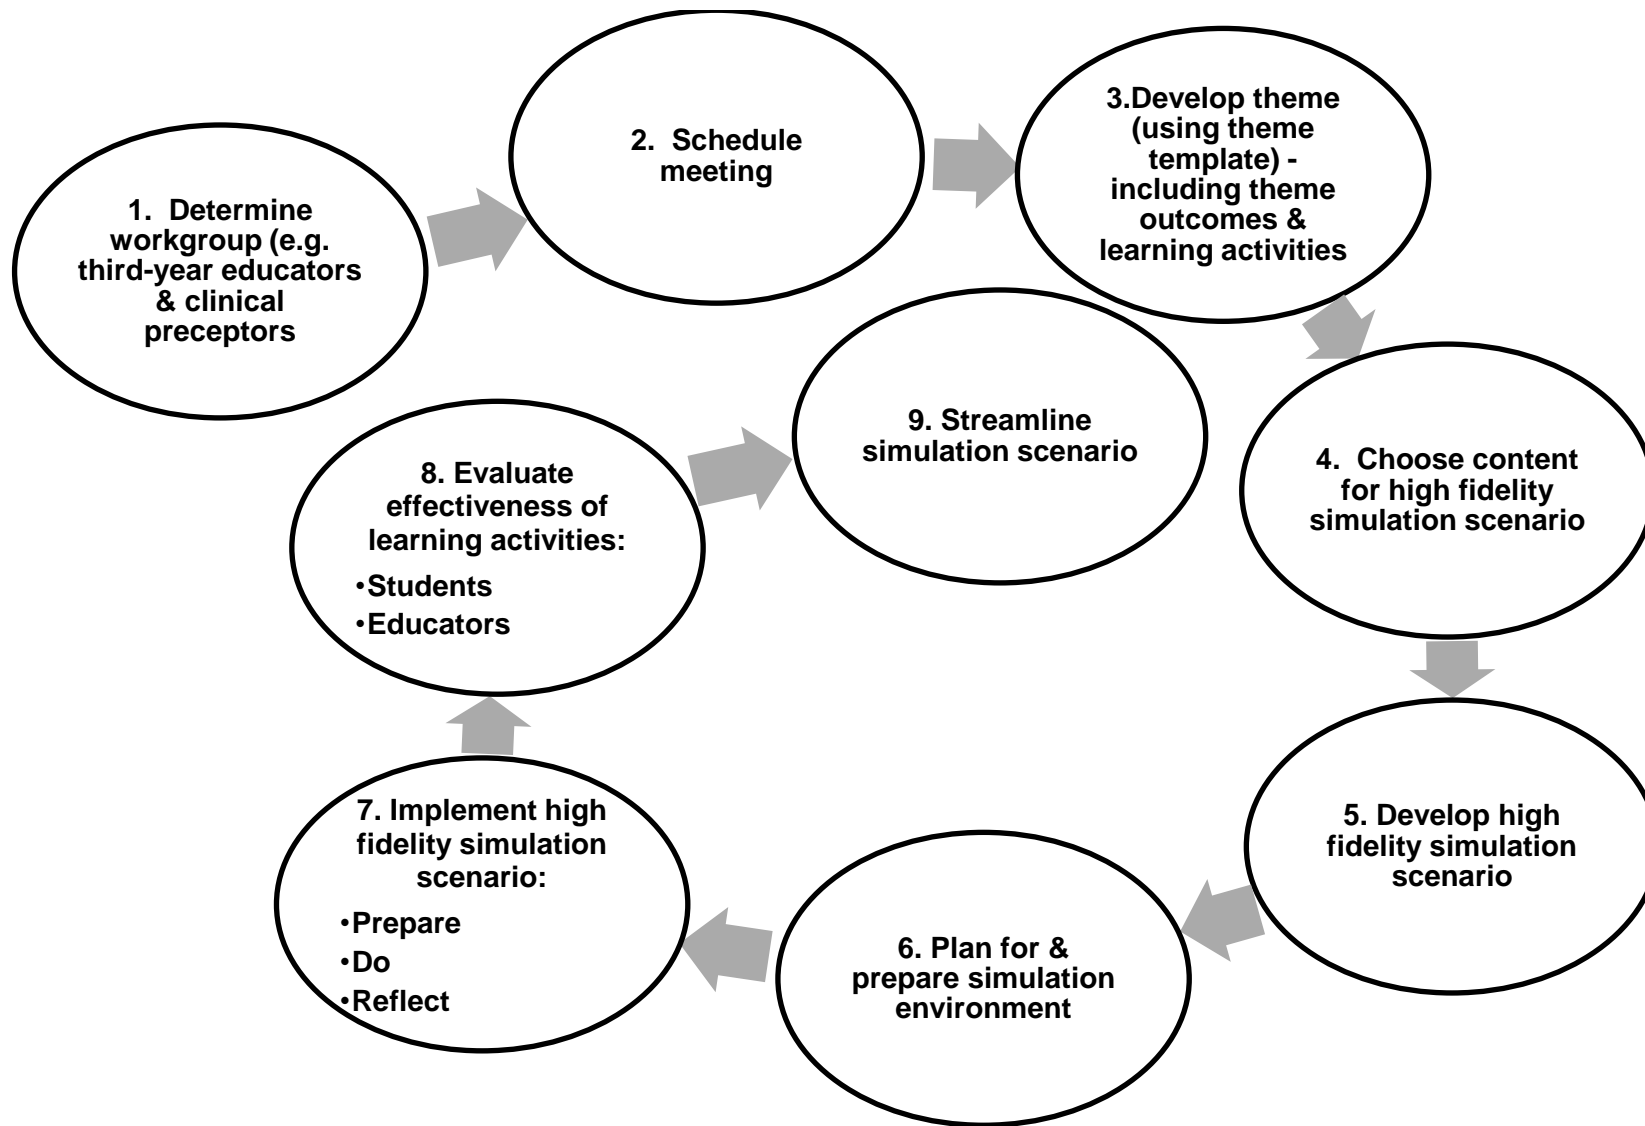 1.  Determine
workgroup (e.g.
third-year educators
& clinical
preceptors
2.  Schedule
meeting
3.Develop theme
(using theme
template) -
including theme
outcomes &
learning activities
4.  Choose content
for high fidelity
simulation scenario
5. Develop high
fidelity simulation
scenario
6. Plan for &
prepare simulation
environment
7. Implement high
fidelity simulation
scenario:
•Prepare
•Do
•Reflect
8. Evaluate
effectiveness of
learning activities:
•Students
•Educators
9. Streamline
simulation scenario